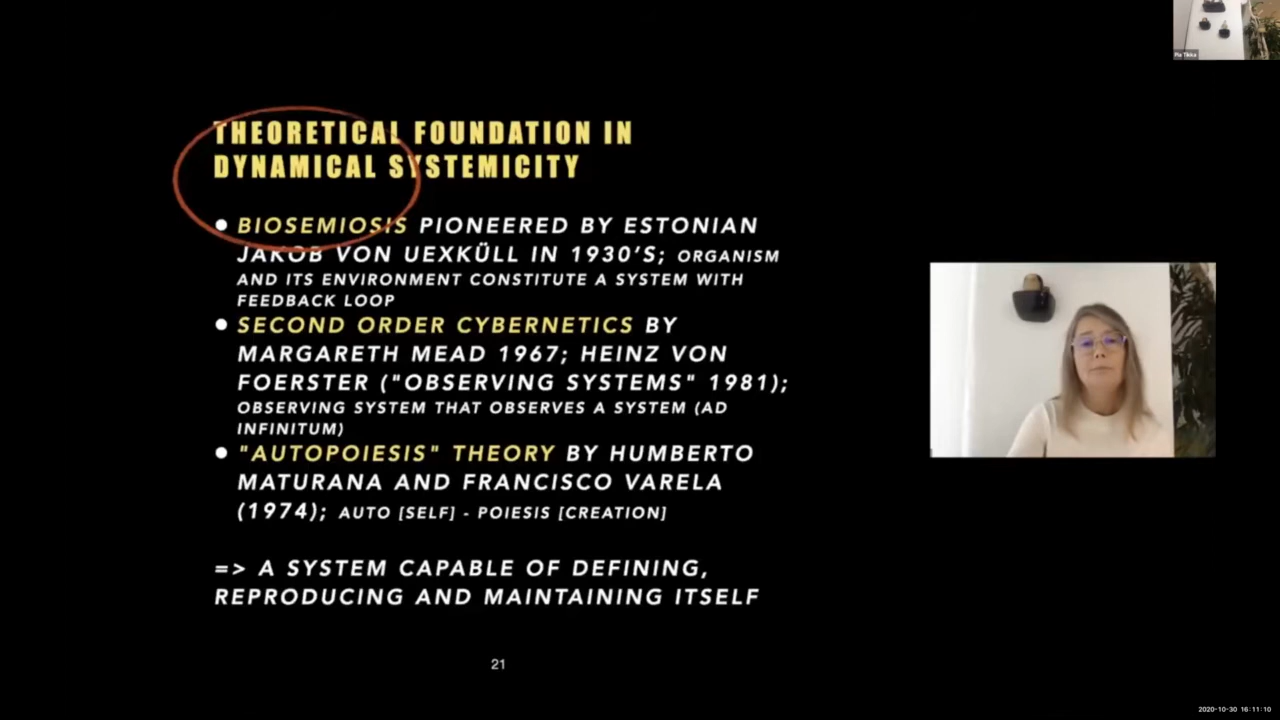 Pia Tikka
THEORETICAL FOUNDATION IN
DYNAMICAL SYSTEMICITY
• BIOSEMIOSIS PIONEERED BY ESTONIAN
JAKOB VON UEXKÜLL IN 1930'S; ORGANISM
AND ITS ENVIRONMENT CONSTITUTE A SYSTEM WITH
FEEDBACK LOOP
• SECOND ORDER CYBERNETICS BY
MARGARETH MEAD 1967; HEINZ VON
FOERSTER ("OBSERVING SYSTEMS" 1981);
OBSERVING SYSTEM THAT OBSERVES A SYSTEM (AD
INFINITUM)
• "AUTOPOIESIS" THEORY BY HUMBERTO
MATURANA AND FRANCISCO VARELA
(1974); AUTO [SELF] - POIESIS [CREATION]
=> A SYSTEM CAPABLE OF DEFINING,
REPRODUCING AND MAINTAINING ITSELF
21
2020-10-30 16:11:10